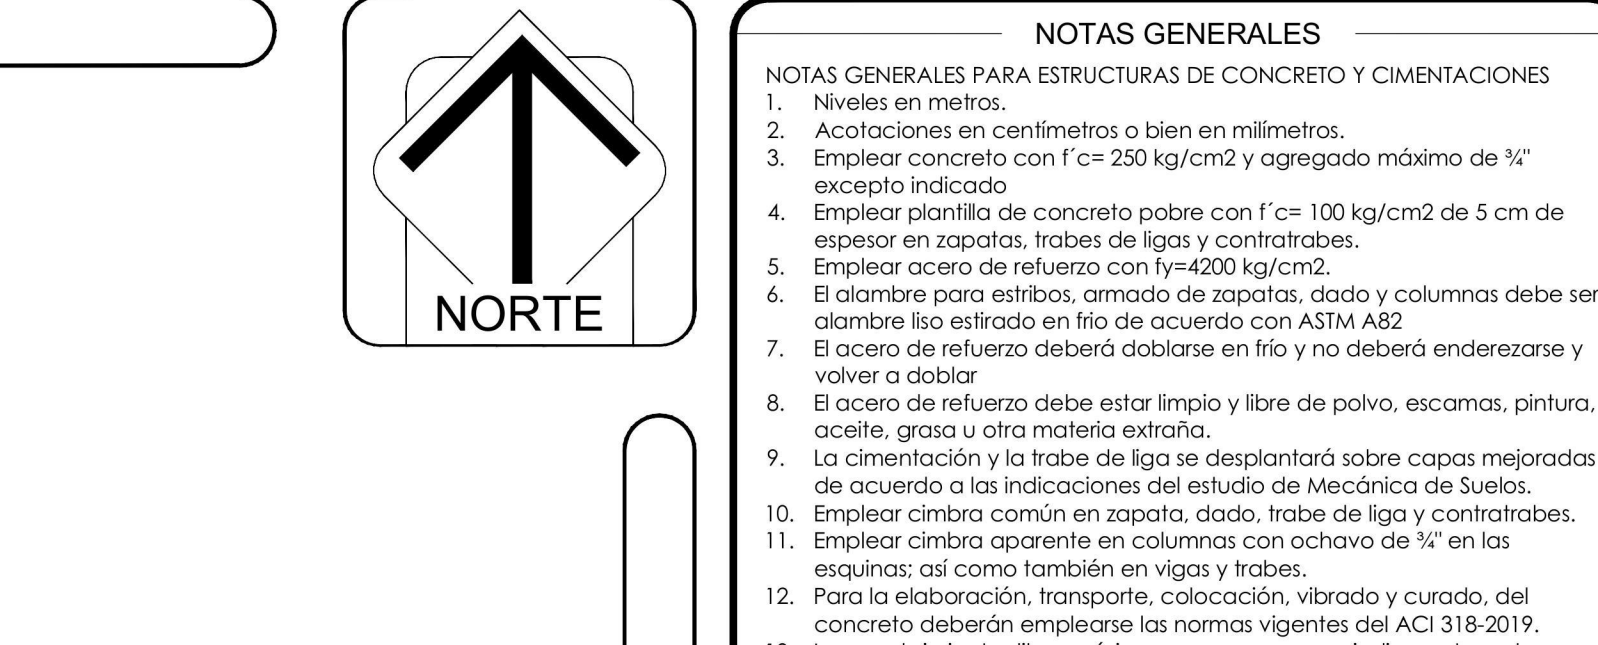 NORTE
NOTAS GENERALES
NOTAS GENERALES PARA ESTRUCTURAS DE CONCRETO Y CIMENTACIONES
1. Niveles en metros.
2. Acotaciones en centímetros o bien en milímetros.
3. Emplear concreto con f´c= 250 kg/cm2 y agregado máximo de ¾"
excepto indicado
4. Emplear plantilla de concreto pobre con f´c= 100 kg/cm2 de 5 cm de
espesor en zapatas, trabes de ligas y contratrabes.
5. Emplear acero de refuerzo con fy=4200 kg/cm2.
6. El alambre para estribos, armado de zapatas, dado y columnas debe ser
alambre liso estirado en frio de acuerdo con ASTM A82
7. El acero de refuerzo deberá doblarse en frío y no deberá enderezarse y
volver a doblar
8. El acero de refuerzo debe estar limpio y libre de polvo, escamas, pintura,
aceite, grasa u otra materia extraña.
9. La cimentación y la trabe de liga se desplantará sobre capas mejoradas
de acuerdo a las indicaciones del estudio de Mecánica de Suelos.
10. Emplear cimbra común en zapata, dado, trabe de liga y contratrabes.
11. Emplear cimbra aparente en columnas con ochavo de ¾" en las
esquinas; así como también en vigas y trabes.
12. Para la elaboración, transporte, colocación, vibrado y curado, del
concreto deberán emplearse las normas vigentes del ACI 318-2019.